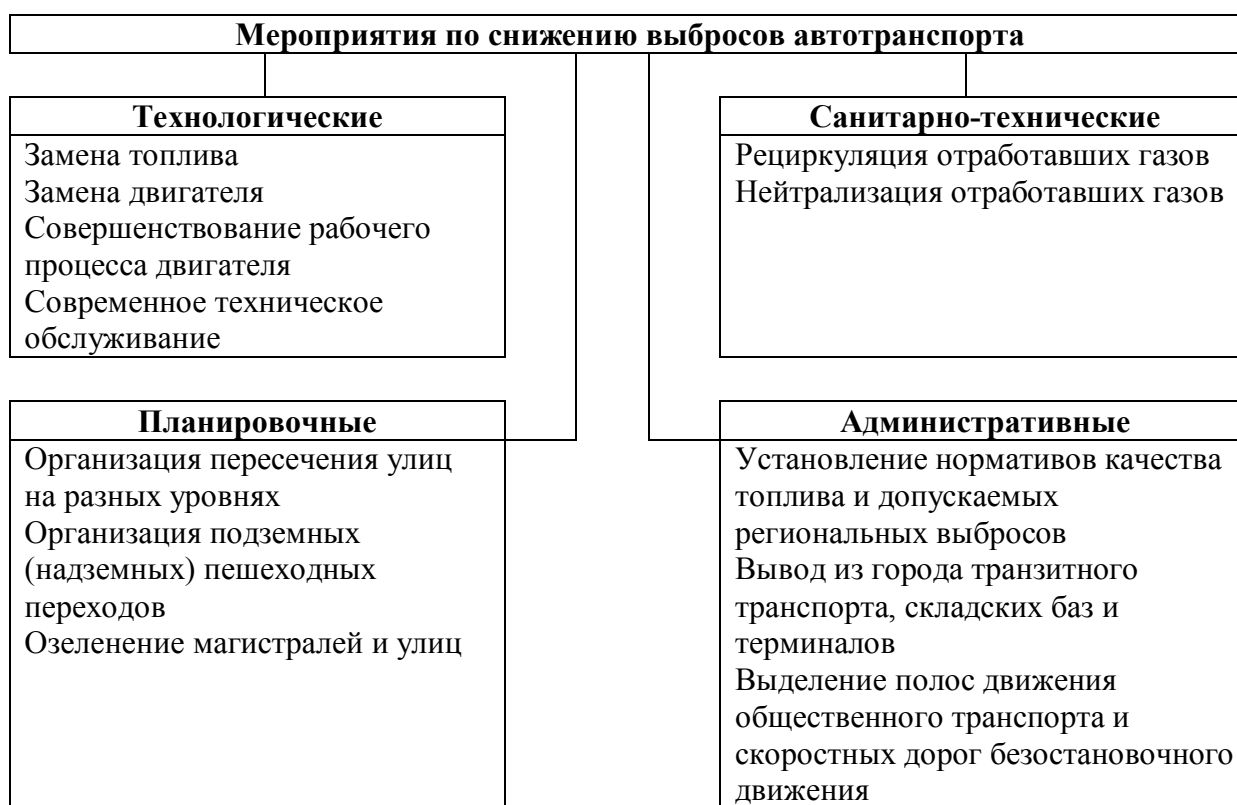 Мероприятия по снижению выбросов автотранспорта
Технологические
Замена топлива
Замена двигателя
Совершенствование рабочего
процесса двигателя
Современное техническое
обслуживание
Санитарно-технические
Рециркуляция отработавших газов
Нейтрализация отработавших газов
Планировочные
Организация пересечения улиц
на разных уровнях
Организация подземных
(надземных) пешеходных
переходов
Озеленение магистралей и улиц
Административные
Установление нормативов качества
топлива и допускаемых
региональных выбросов
Вывод из города транзитного
транспорта, складских баз и
терминалов
Выделение полос движения
общественного транспорта и
скоростных дорог безостановочного
движения